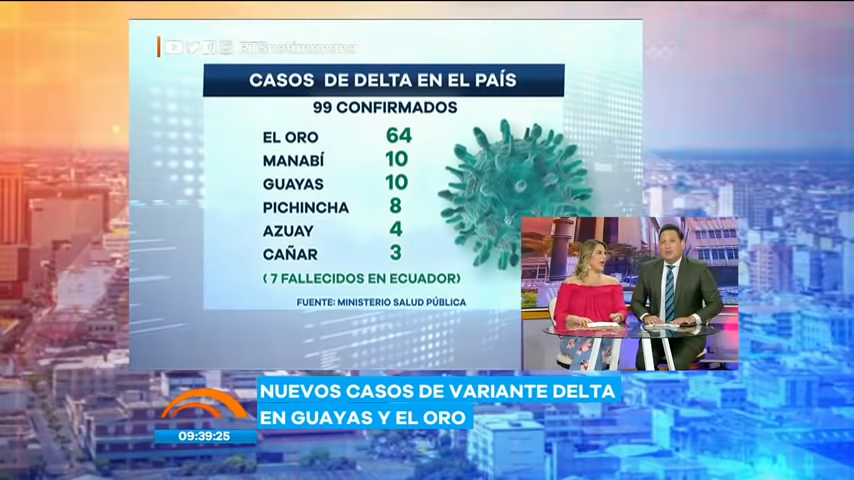 RTSnotimanana
CASOS DE DELTA EN EL PAÍS
99 CONFIRMADOS
EL ORO 64
MANABÍ 10
GUAYAS 10
PICHINCHA 8
AZUAY 4
CAÑAR 3
( 7 FALLECIDOS EN ECUADOR)
FUENTE: MINISTERIO SALUD PÚBLICA
NUEVOS CASOS DE VARIANTE DELTA
EN GUAYAS Y EL ORO
09:39:25